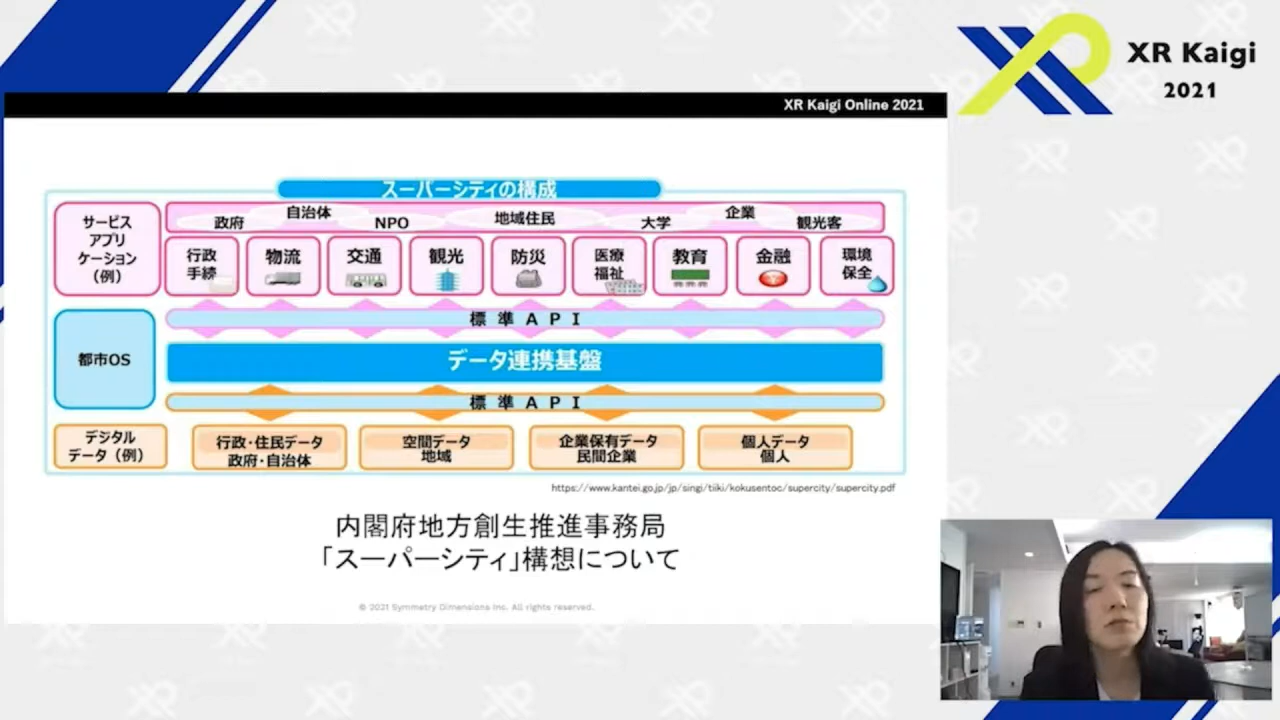 XR Kaigi
2021
XR Kaigi Online 2021
スーパーシティの構成
サービス
アプリ
ケーション
（例）
政府
自治体
NPO
地域住民
大学
企業
観光客
行政
手続
物流
交通
観光
防災
医療
福祉
教育
金融
環境
保全
標準API
都市OS
データ連携基盤
標準API
デジタル
データ（例）
行政・住民データ
政府・自治体
空間データ
地域
企業保有データ
民間企業
個人データ
個人
https://www.kantei.go.jp/jp/singi/tiiki/kokusentoc/supercity/supercity.pdf
内閣府地方創生推進事務局
「スーパーシティ」構想について
© 2021 Symmetry Dimensions Inc. All rights reserved.